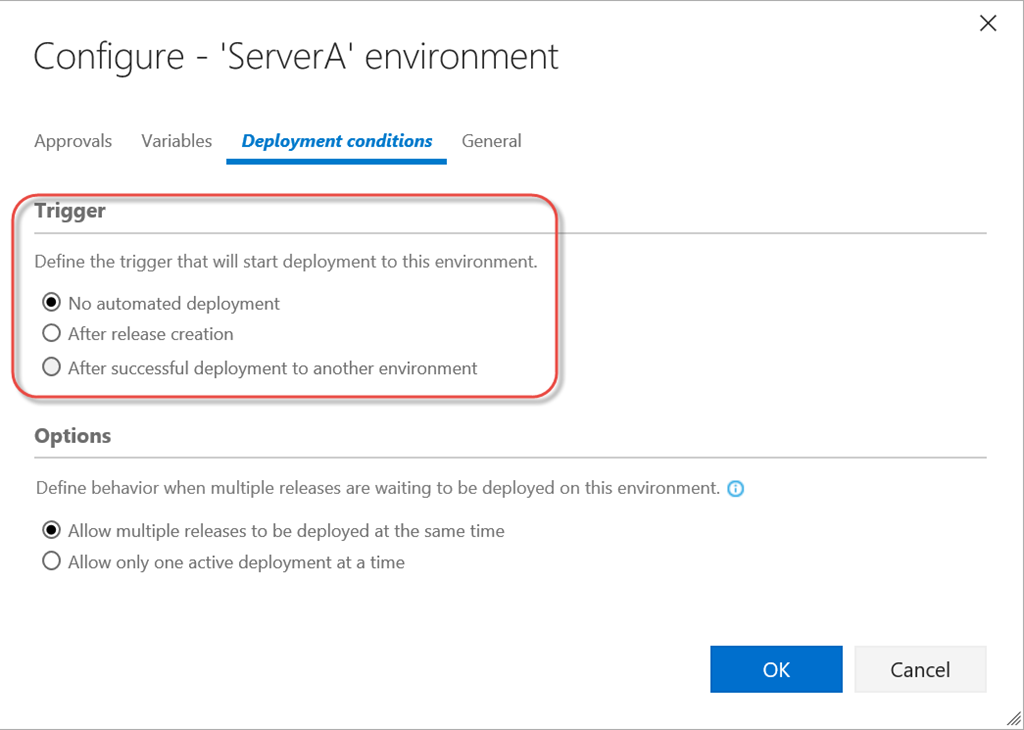 Configure - 'ServerA' environment
Approvals Variables Deployment conditions General
Trigger
Define the trigger that will start deployment to this environment.
No automated deployment
After release creation
After successful deployment to another environment
Options
Define behavior when multiple releases are waiting to be deployed on this environment.
Allow multiple releases to be deployed at the same time
Allow only one active deployment at a time
OK Cancel